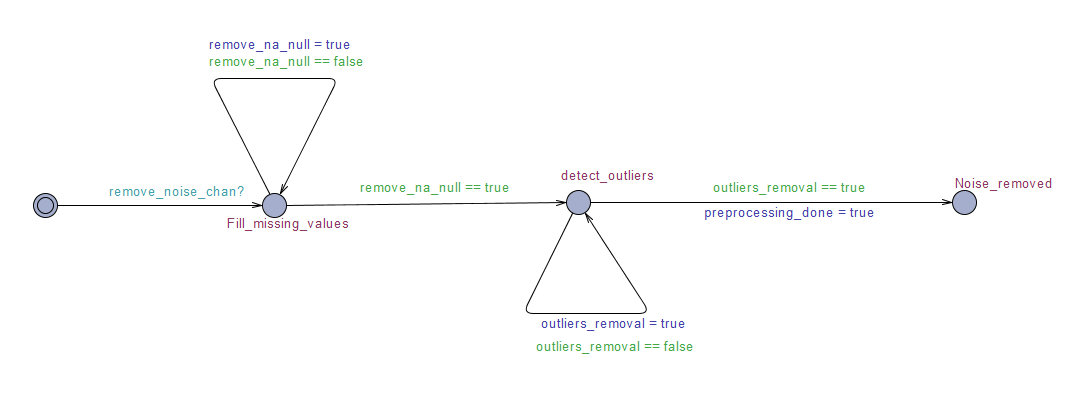 remove_na_null = true
remove_na_null == false
remove_noise_chan?
Fill_missing_values
remove_na_null == true
detect_outliers
outliers_removal == true
preprocessing_done = true
Noise_removed
outliers_removal = true
outliers_removal == false